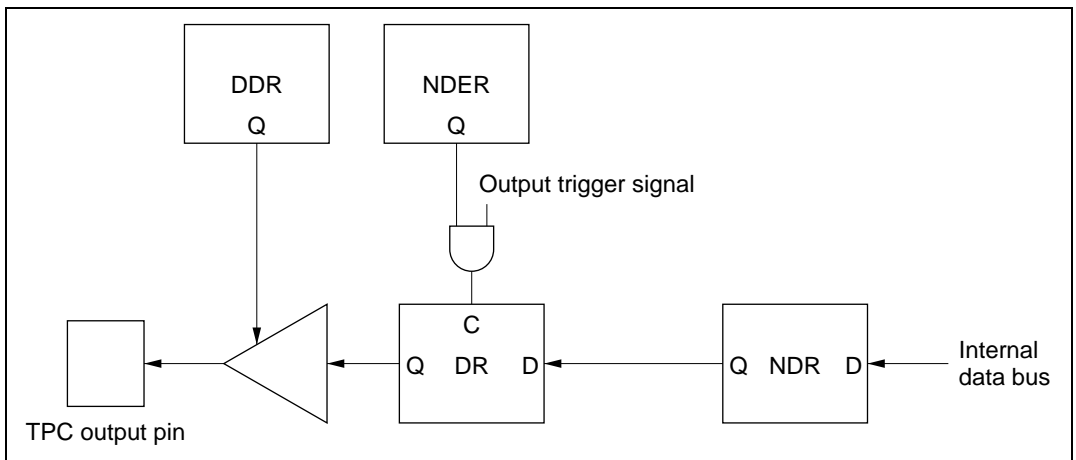 DDR
Q
NDER
Q
Output trigger signal
C
Q DR D
Q NDR D
Internal
data bus
TPC output pin